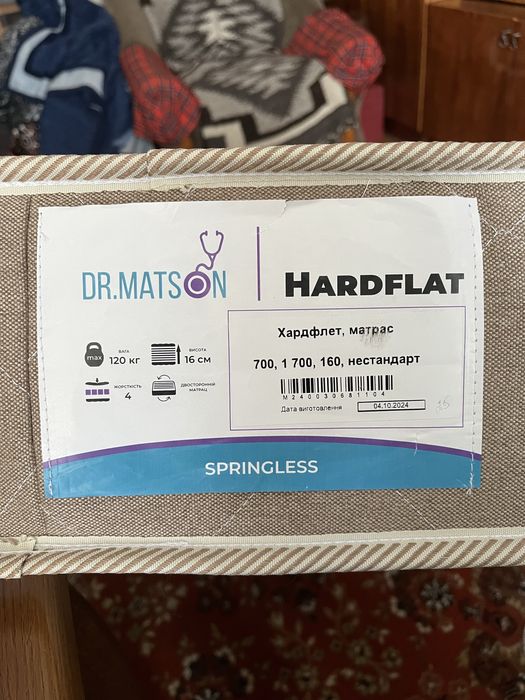 DR.MATSON
HARDFLAT
Хардфлет, матрас
700, 1 700, 160, нестандарт
M240030681104
Дата виготовлення 04.10.2024
max
ВАГА
120 кг
ВИСОТА
16 см
ЖОРСТКІСТЬ
4
ДВОСТОРОННІЙ
МАТРАЦ
SPRINGLESS